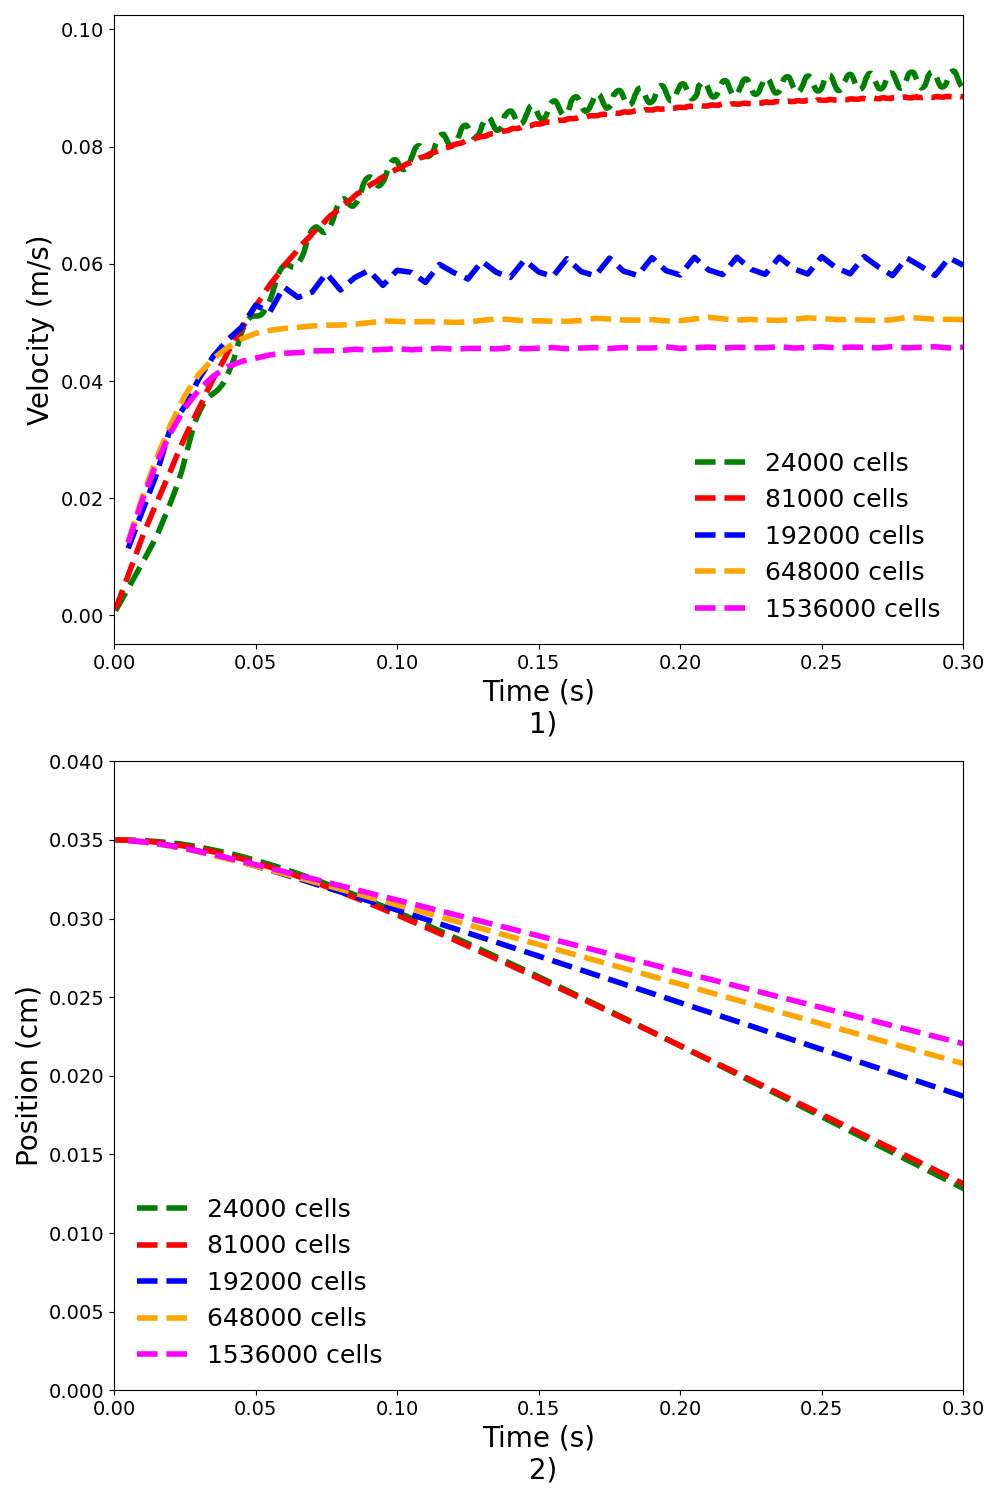 0.10
0.08
0.06
0.04
0.02
0.00
Velocity (m/s)
24000 cells
81000 cells
192000 cells
648000 cells
1536000 cells
0.00 0.05 0.10 0.15 0.20 0.25 0.30
Time (s)
1)
0.040
0.035
0.030
0.025
0.020
0.015
0.010
0.005
0.000
Position (cm)
24000 cells
81000 cells
192000 cells
648000 cells
1536000 cells
0.00 0.05 0.10 0.15 0.20 0.25 0.30
Time (s)
2)